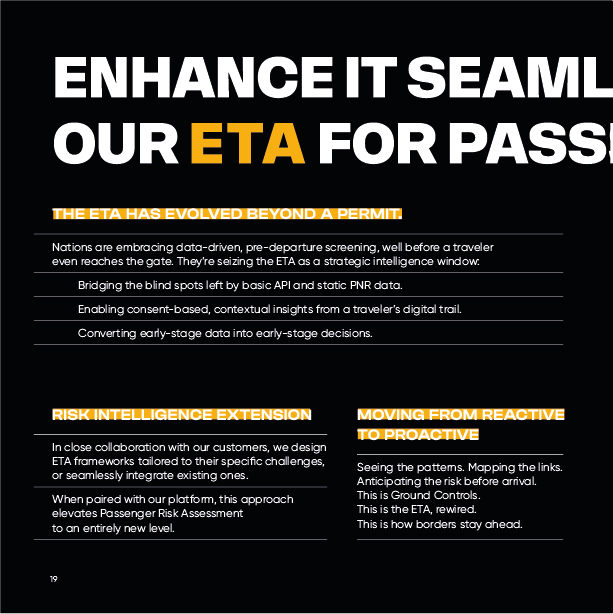 ENHANCE IT SEAML
OUR ETA FOR PASS
THE ETA HAS EVOLVED BEYOND A PERMIT.
Nations are embracing data-driven, pre-departure screening, well before a traveler
even reaches the gate. They're seizing the ETA as a strategic intelligence window:
Bridging the blind spots left by basic API and static PNR data.
Enabling consent-based, contextual insights from a traveler's digital trail.
Converting early-stage data into early-stage decisions.
RISK INTELLIGENCE EXTENSION
In close collaboration with our customers, we design
ETA frameworks tailored to their specific challenges,
or seamlessly integrate existing ones.
When paired with our platform, this approach
elevates Passenger Risk Assessment
to an entirely new level.
MOVING FROM REACTIVE
TO PROACTIVE
Seeing the patterns. Mapping the links.
Anticipating the risk before arrival.
This is Ground Controls.
This is the ETA, rewired.
This is how borders stay ahead.
19